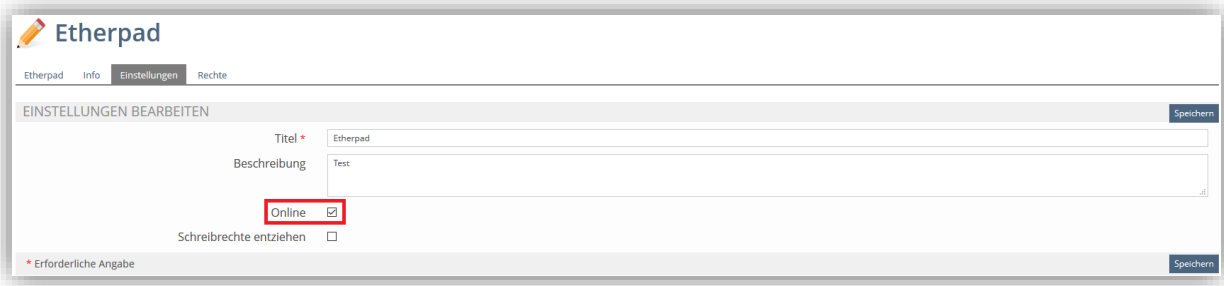 Etherpad
Etherpad Info Einstellungen Rechte
EINSTELLUNGEN BEARBEITEN Speichern
Titel * Etherpad
Beschreibung Test
Online
Schreibrechte entziehen
* Erforderliche Angabe Speichern